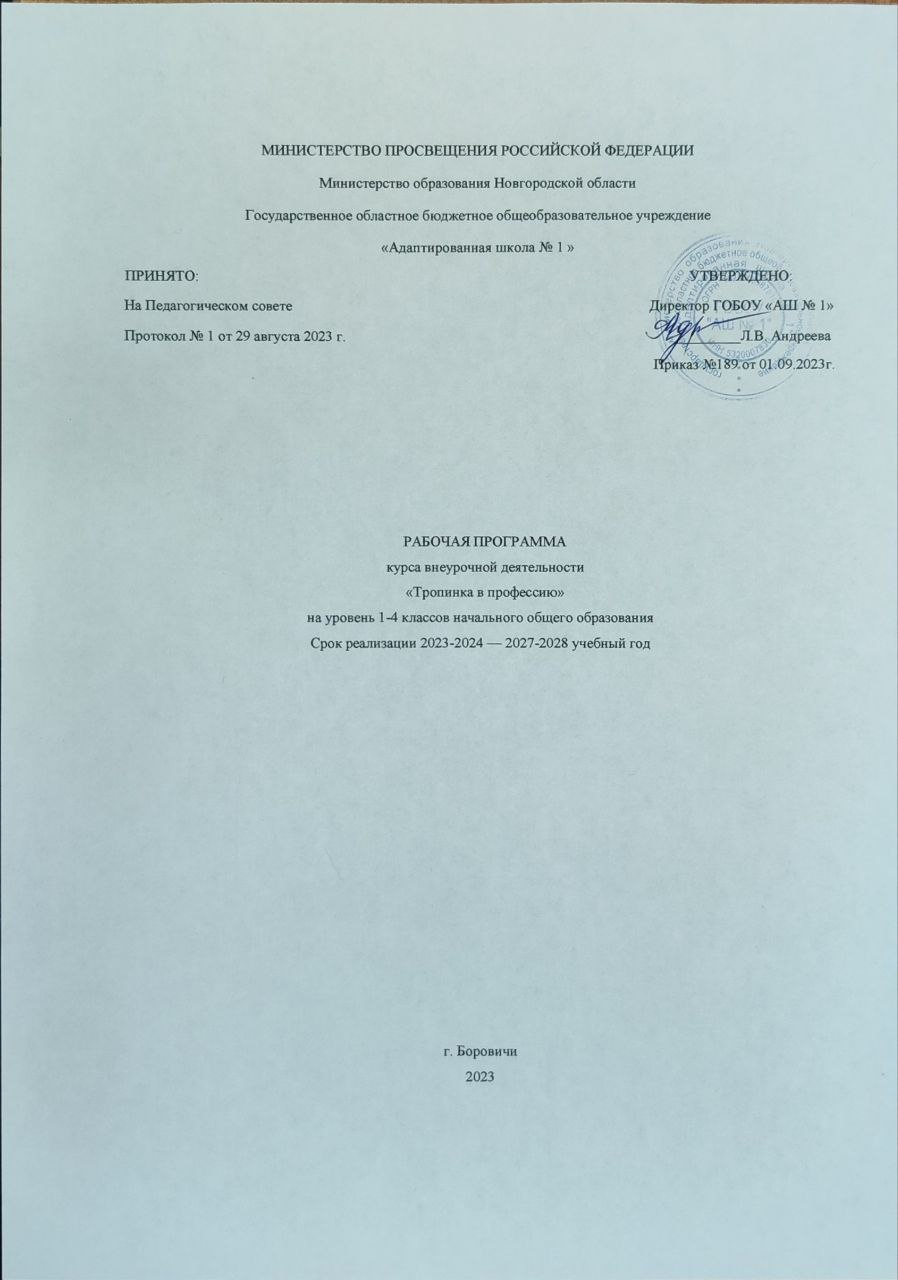 МИНИСТЕРСТВО ПРОСВЕЩЕНИЯ РОССИЙСКОЙ ФЕДЕРАЦИИ
Министерство образования Новгородской области
Государственное областное бюджетное общеобразовательное учреждение
«Адаптированная школа № 1 »
ПРИНЯТО: УТВЕРЖДЕНО:
На Педагогическом совете Директор ГОБОУ «АШ № 1»
Протокол № 1 от 29 августа 2023 г. Л.В. Андреева
Приказ №189 от 01.09.2023г.
"АШ № 1"
РАБОЧАЯ ПРОГРАММА
курса внеурочной деятельности
«Тропинка в профессию»
на уровень 1-4 классов начального общего образования
Срок реализации 2023-2024 — 2027-2028 учебный год
г. Боровичи
2023